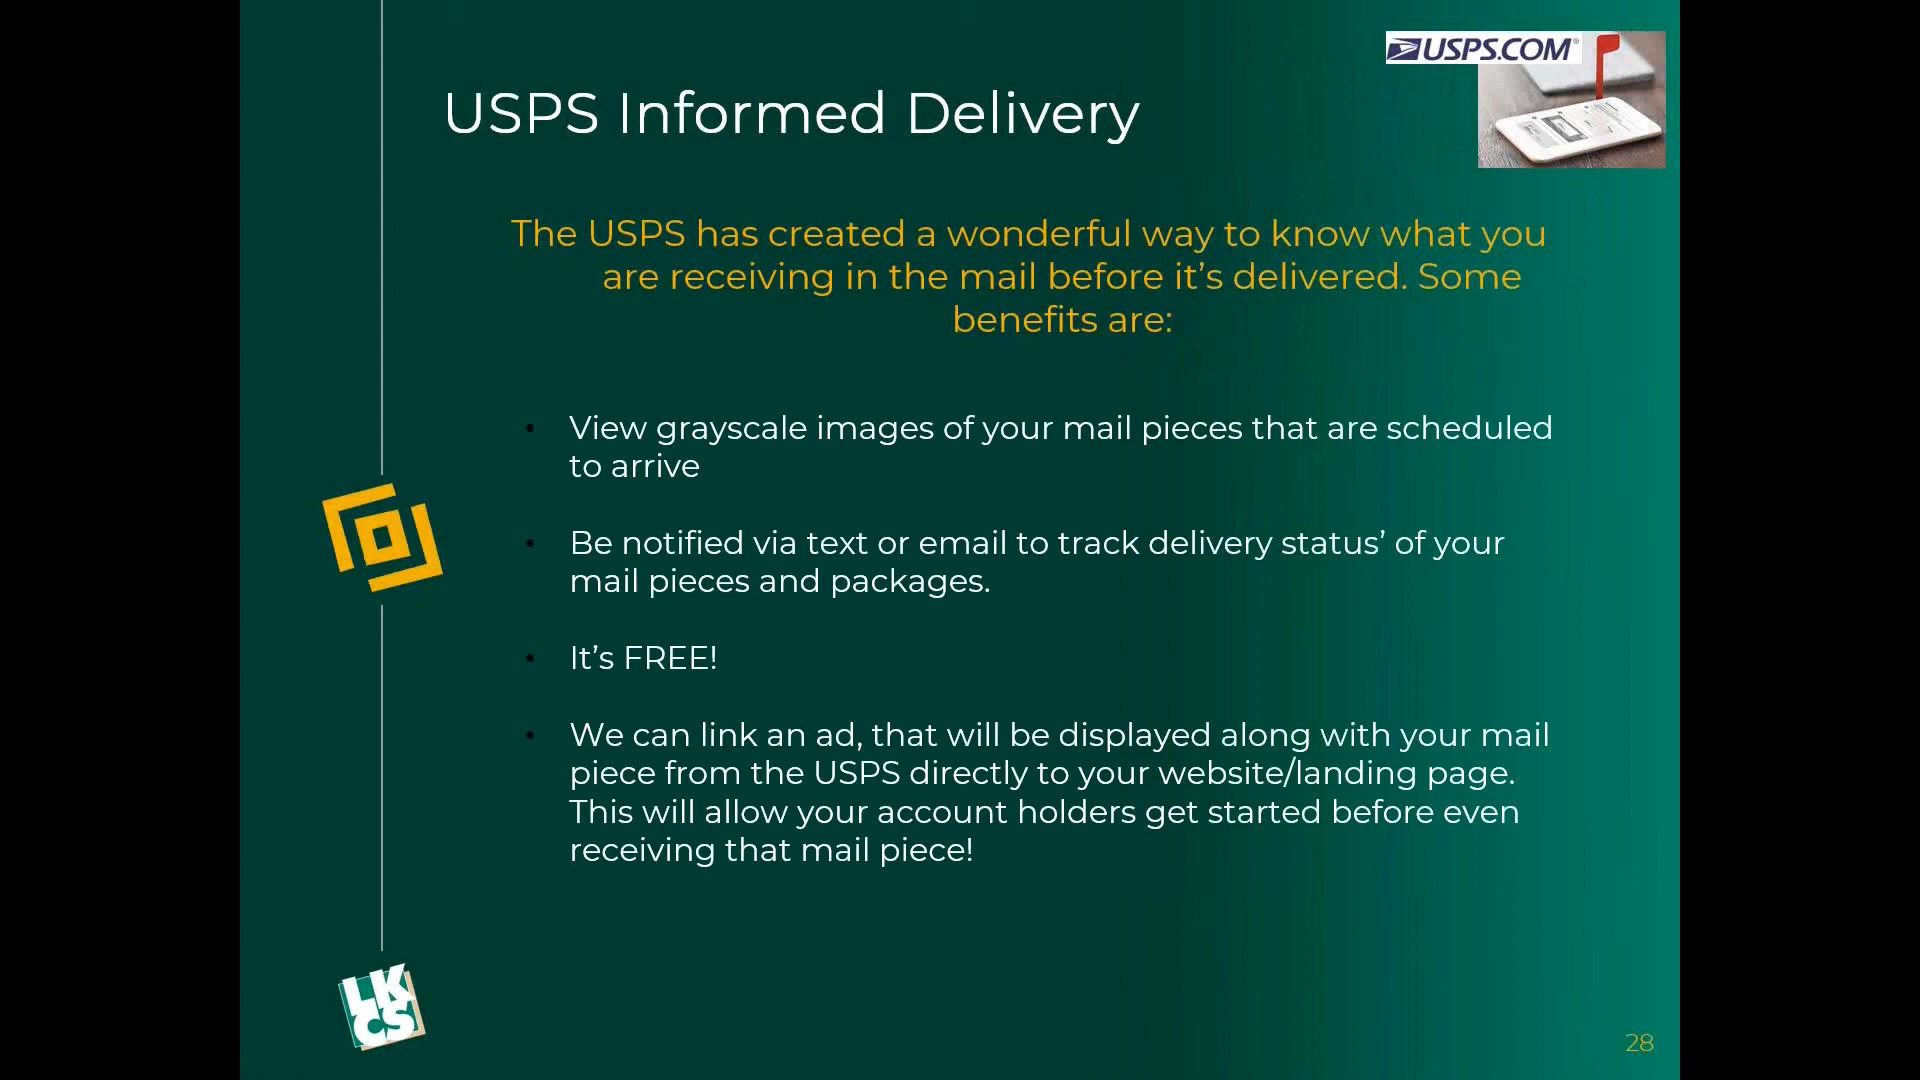 USPS.COM®
USPS Informed Delivery
The USPS has created a wonderful way to know what you
are receiving in the mail before it’s delivered. Some
benefits are:
• View grayscale images of your mail pieces that are scheduled
to arrive
• Be notified via text or email to track delivery status’ of your
mail pieces and packages.
• It’s FREE!
• We can link an ad, that will be displayed along with your mail
piece from the USPS directly to your website/landing page.
This will allow your account holders get started before even
receiving that mail piece!
LK
CS
28